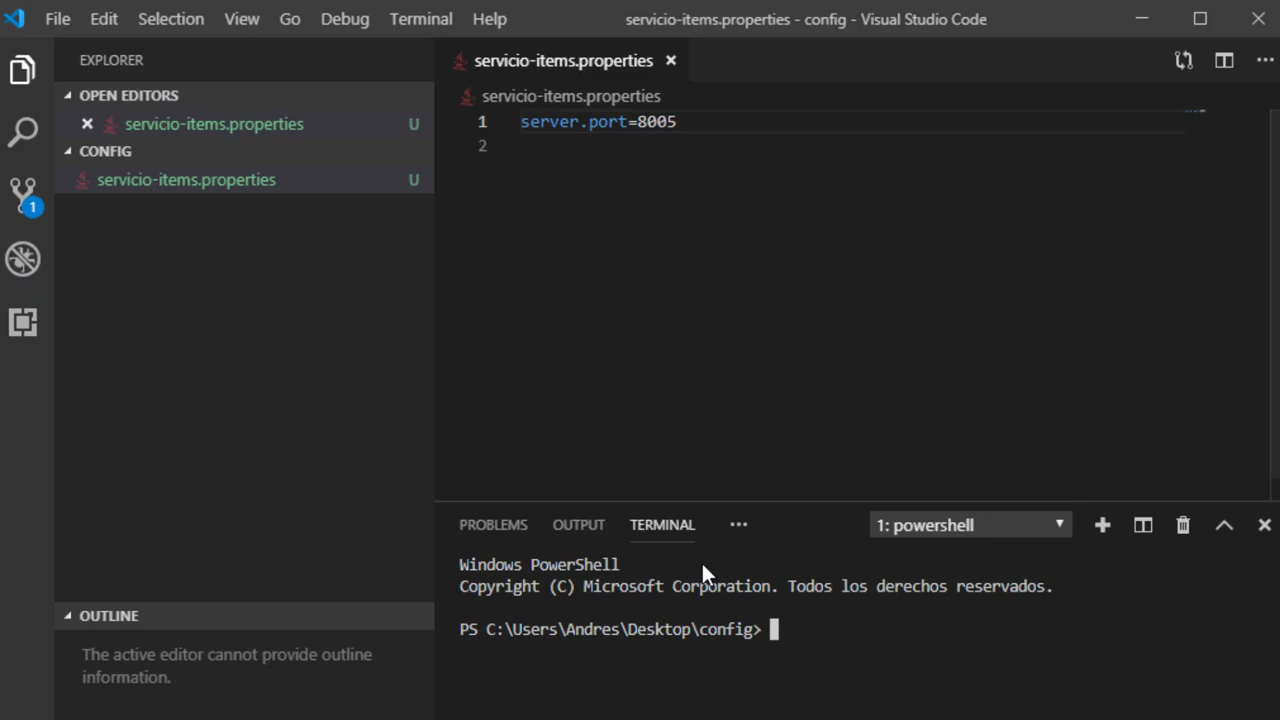 File Edit Selection View Go Debug Terminal Help servicio-items.properties - config - Visual Studio Code
EXPLORER
OPEN EDITORS
servicio-items.properties U
CONFIG
servicio-items.properties U
1
OUTLINE
The active editor cannot provide outline
information.
servicio-items.properties
servicio-items.properties
1 server.port=8005
2
PROBLEMS OUTPUT TERMINAL ••• 1: powershell
Windows PowerShell
Copyright (C) Microsoft Corporation. Todos los derechos reservados.
PS C:\Users\Andres\Desktop\config>